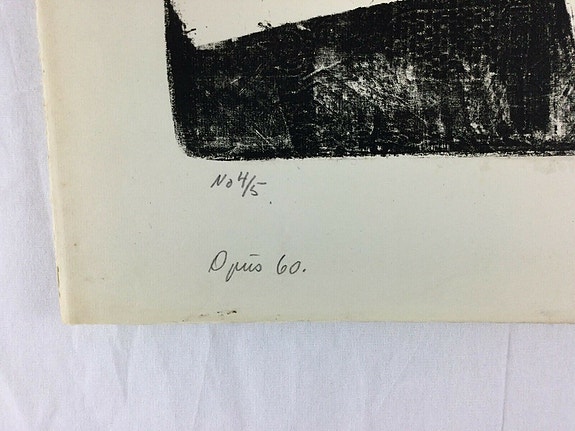 No 4/5.
Opus 60.